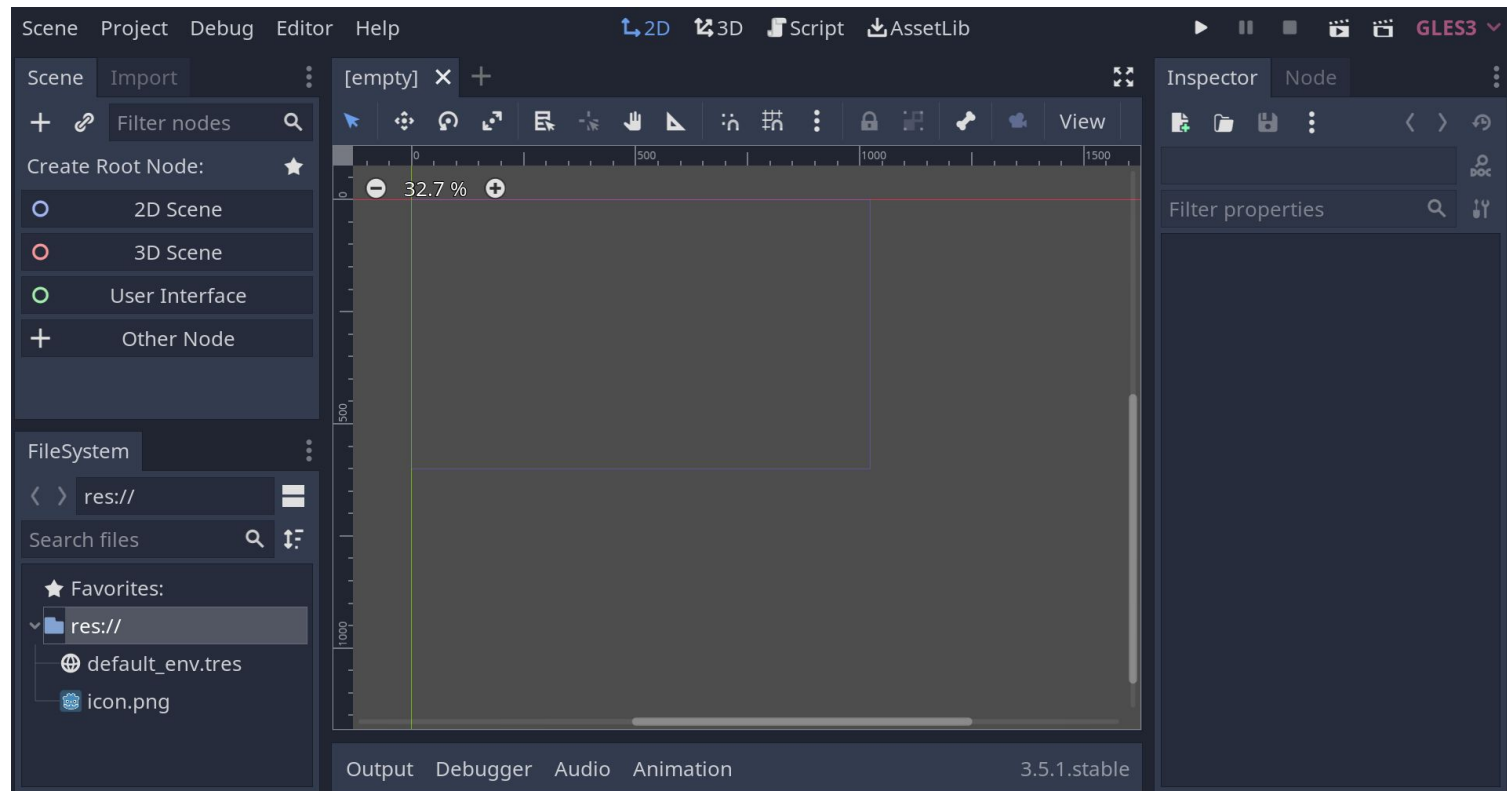 Scene Project Debug Editor Help 2D 3D Script AssetLib GLES3
Scene Import
Filter nodes
Create Root Node:
2D Scene
3D Scene
User Interface
Other Node
FileSystem
res://
Search files
Favorites:
res://
default_env.tres
icon.png
[empty]
View
0 500 1000 1500
32.7 %
0
500
1000
Output Debugger Audio Animation 3.5.1.stable
Inspector Node
DOC
Filter properties